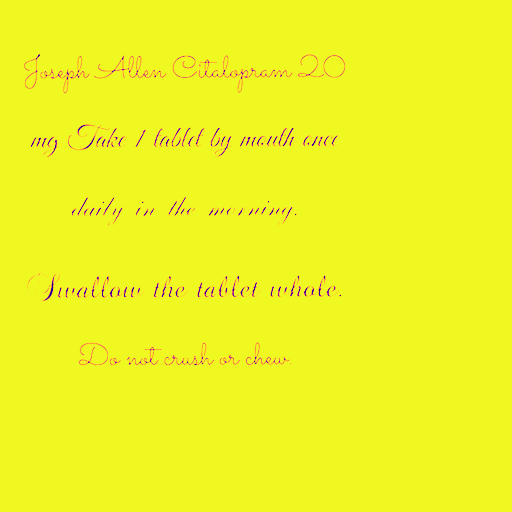 Joseph Allen Citalopram 20
mg Take 1 tablet by mouth once
daily in the morning.
Swallow the tablet whole.
Do not crush or chew.